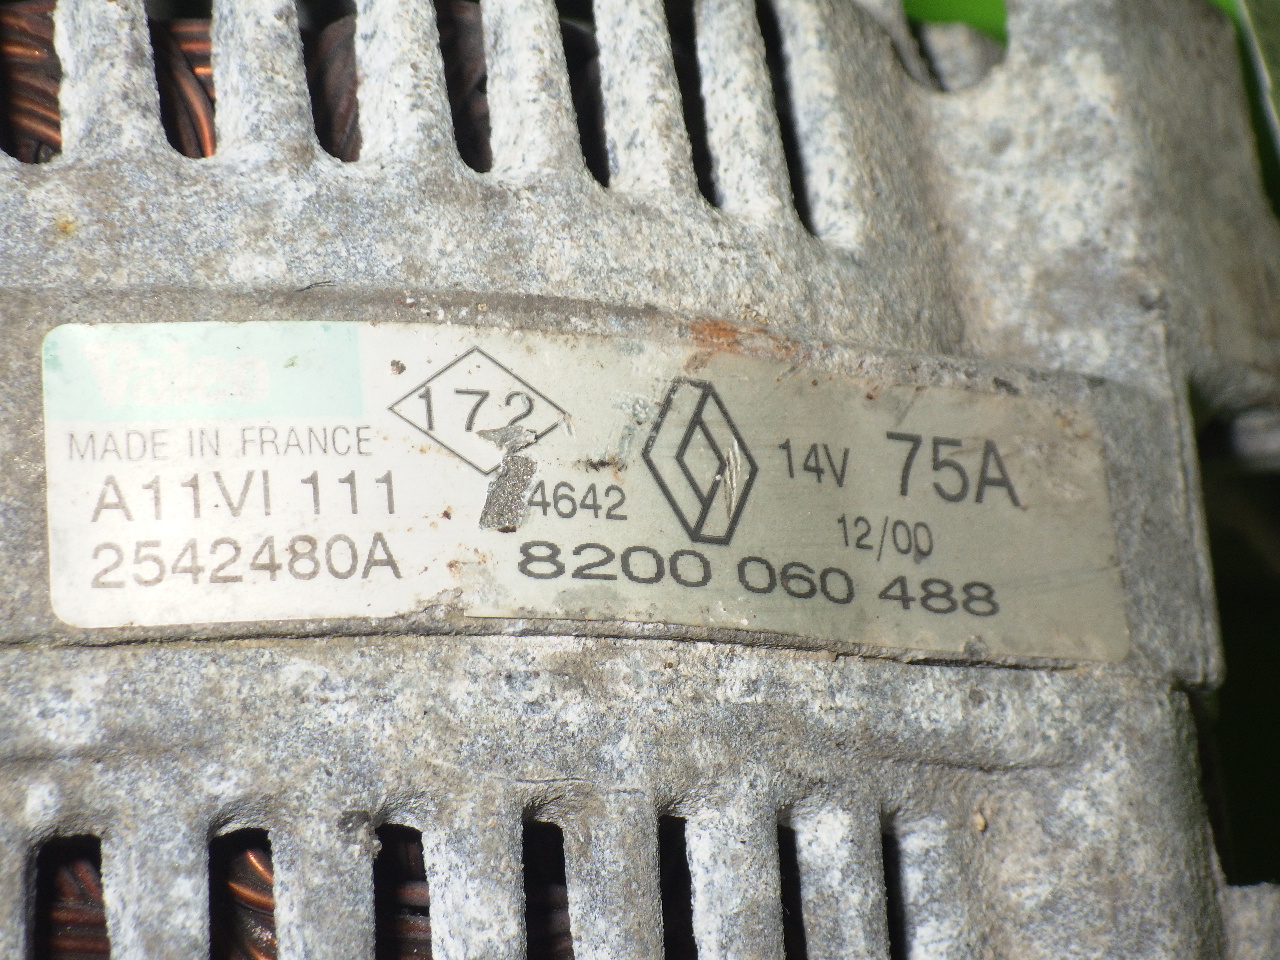 Valeo
MADE IN FRANCE
A11VI 111
2542480A
172
4642
14V 75A
12/00
8200 060 488